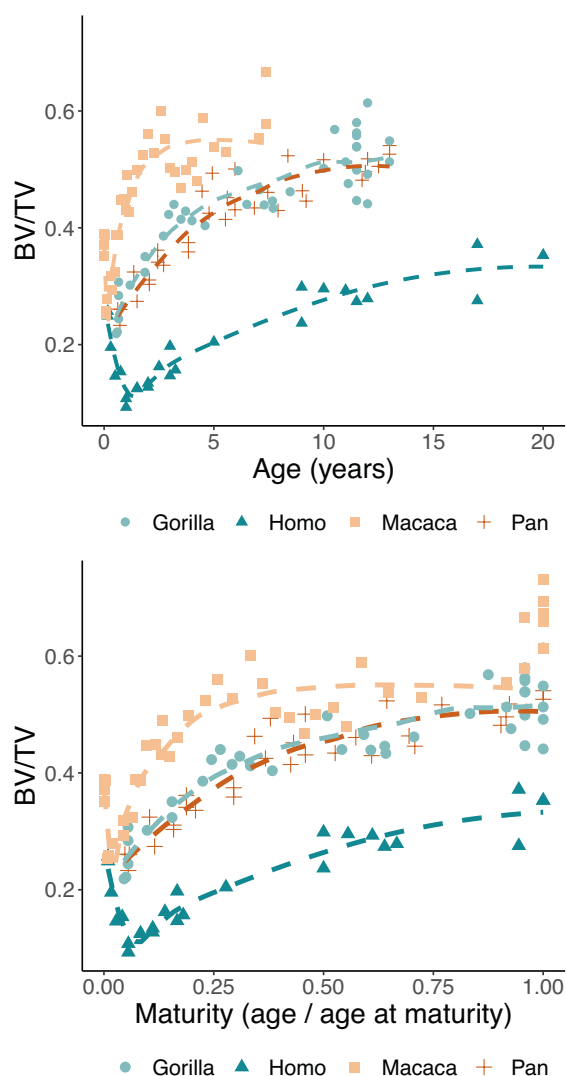 BV/TV
0.6
0.4
0.2
0 5 10 15 20
Age (years)
Gorilla Homo Macaca Pan
BV/TV
0.6
0.4
0.2
0.00 0.25 0.50 0.75 1.00
Maturity (age / age at maturity)
Gorilla Homo Macaca Pan